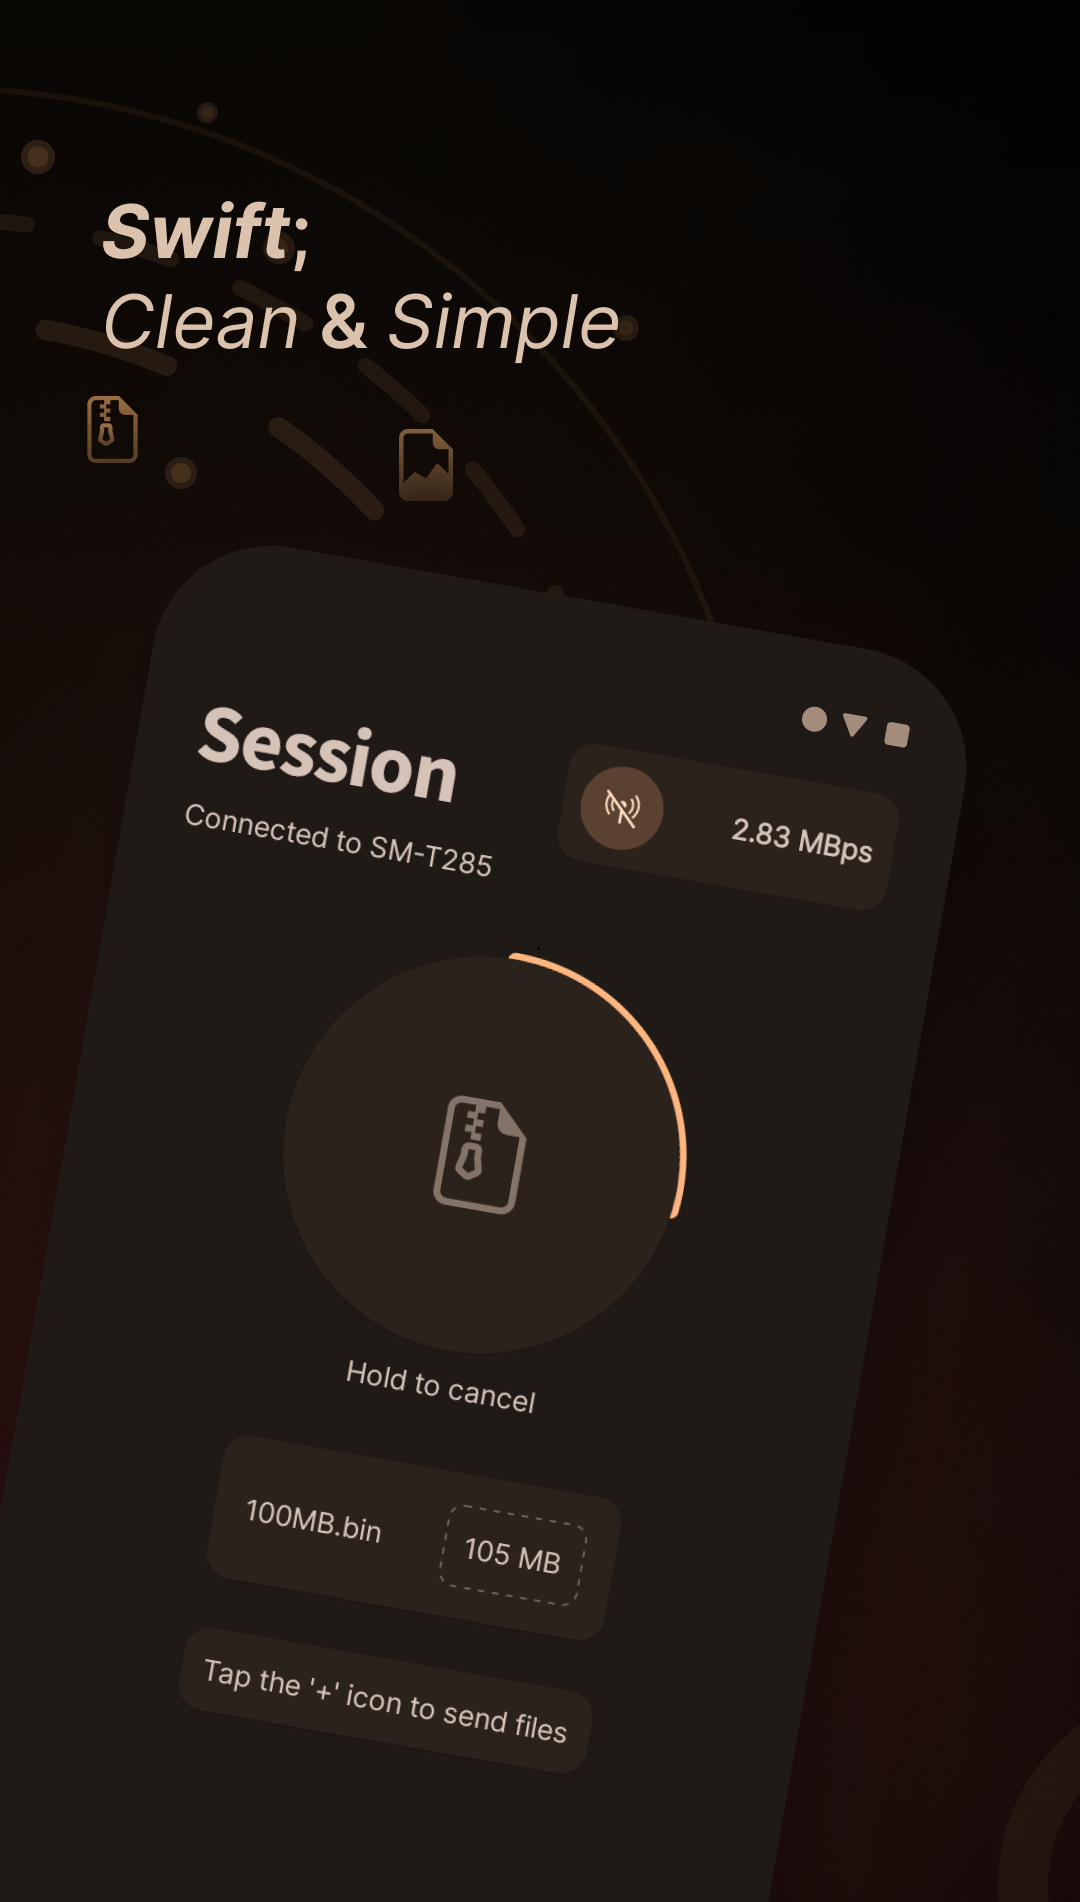 Swift;
Clean & Simple
Session
Connected to SM-T285
2.83 MBps
Hold to cancel
100MB.bin
105 MB
Tap the '+' icon to send files